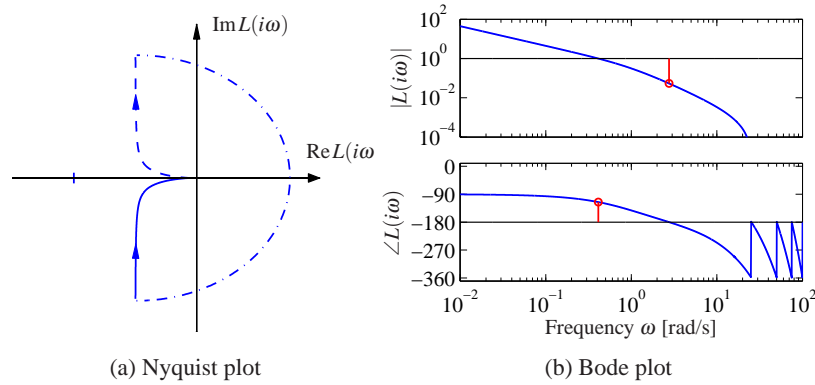 Im L(iω)
Re L(iω
(a) Nyquist plot
|L(iω)|
10^2
10^0
10^−2
10^−4
∠L(iω)
0
−90
−180
−270
−360
10^−2
10^−1
10^0
10^1
10^2
Frequency ω [rad/s]
(b) Bode plot